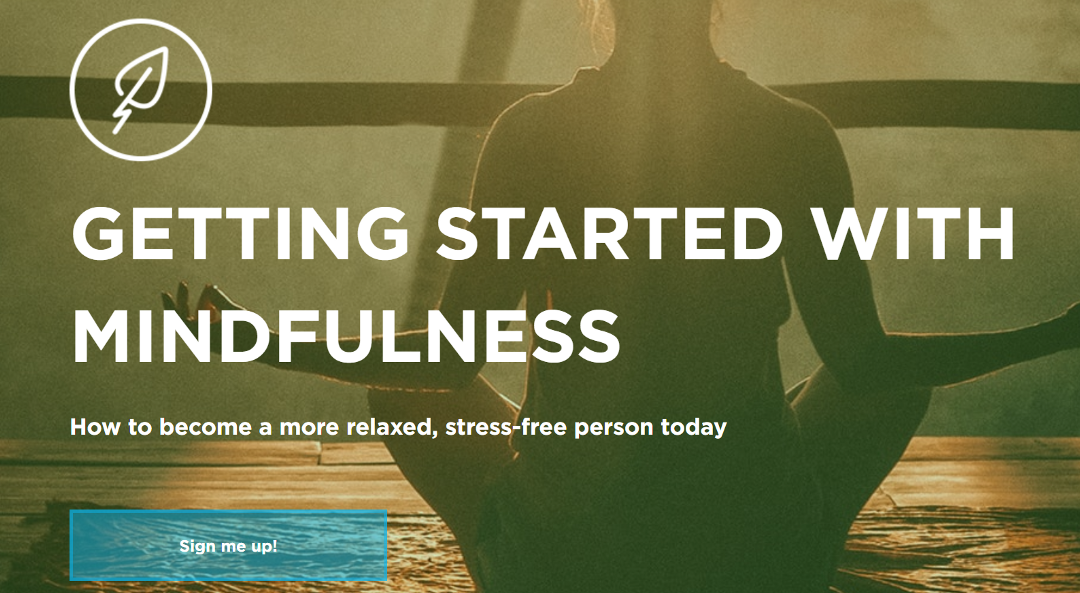 GETTING STARTED WITH
MINDFULNESS
How to become a more relaxed, stress-free person today
Sign me up!